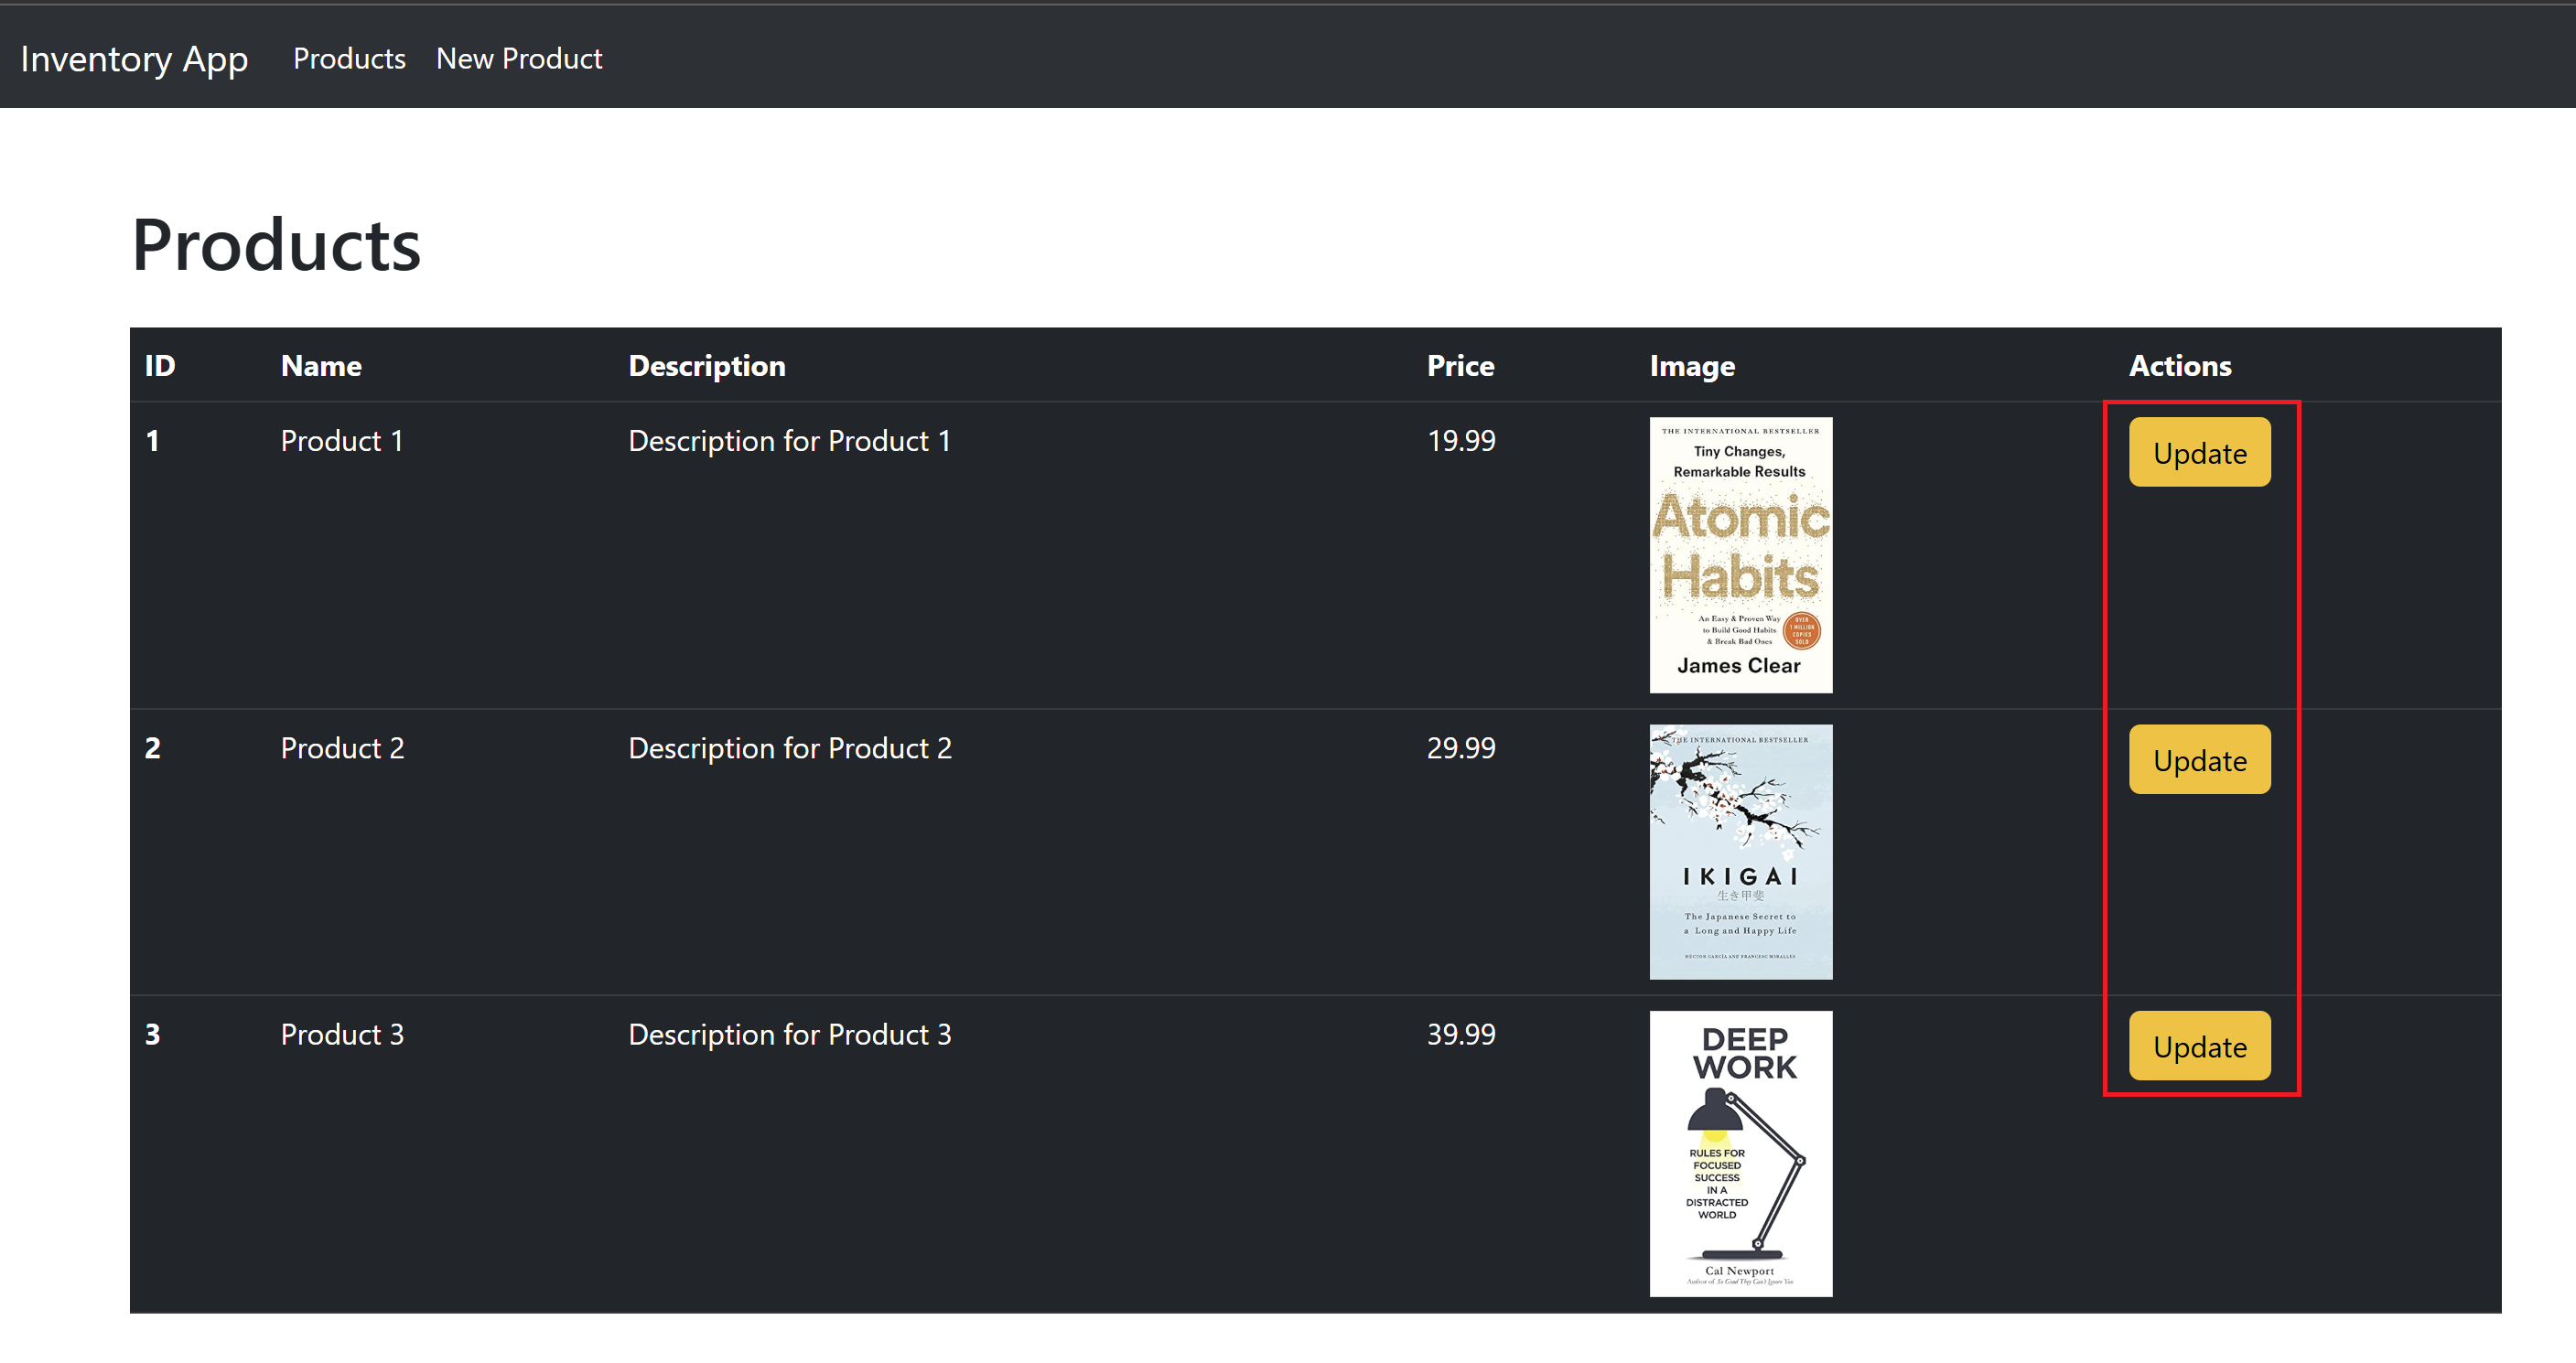 Inventory App Products New Product
Products
ID Name Description Price Image Actions
1 Product 1 Description for Product 1 19.99 Update
THE INTERNATIONAL BESTSELLER
Tiny Changes,
Remarkable Results
Atomic
Habits
An Easy & Proven Way
to Build Good Habits
& Break Bad Ones
OVER
1 MILLION
COPIES
SOLD
James Clear
2 Product 2 Description for Product 2 29.99 Update
THE INTERNATIONAL BESTSELLER
IKIGAI
生き甲斐
The Japanese Secret to
a Long and Happy Life
HÉCTOR GARCÍA AND FRANCESC MIRALLES
3 Product 3 Description for Product 3 39.99 Update
DEEP
WORK
RULES FOR
FOCUSED
SUCCESS
IN A
DISTRACTED
WORLD
Cal Newport
Author of So Good They Can't Ignore You